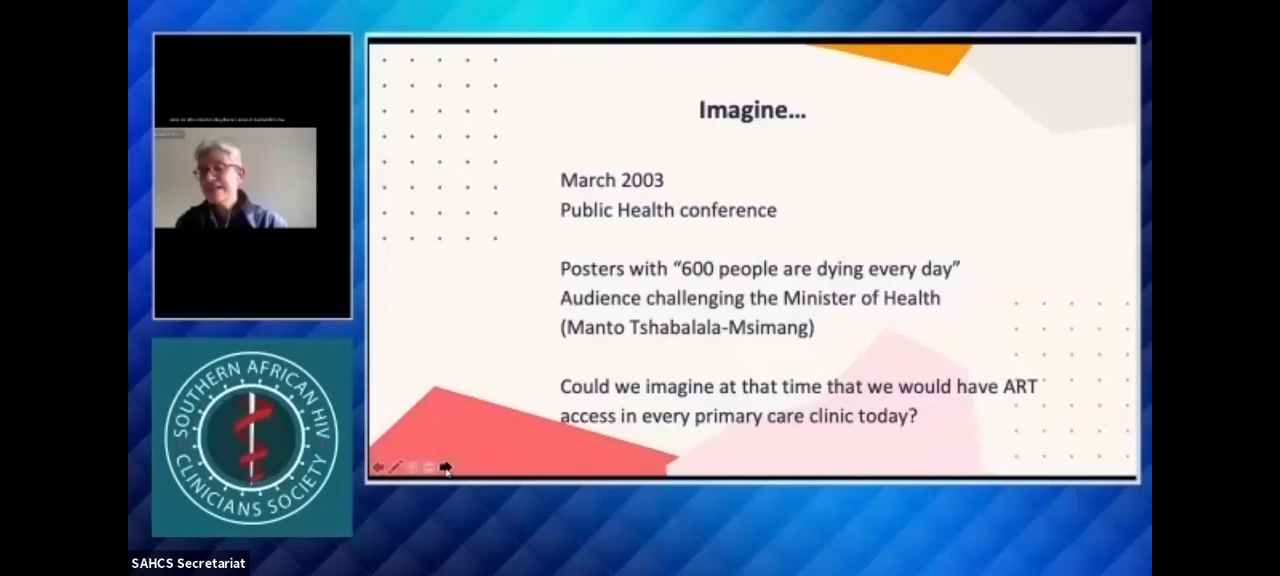 Imagine...
March 2003
Public Health conference
Posters with “600 people are dying every day”
Audience challenging the Minister of Health
(Manto Tshabalala-Msimang)
Could we imagine at that time that we would have ART
access in every primary care clinic today?
SOUTHERN AFRICAN HIV
CLINICIANS SOCIETY
SAHCS Secretariat